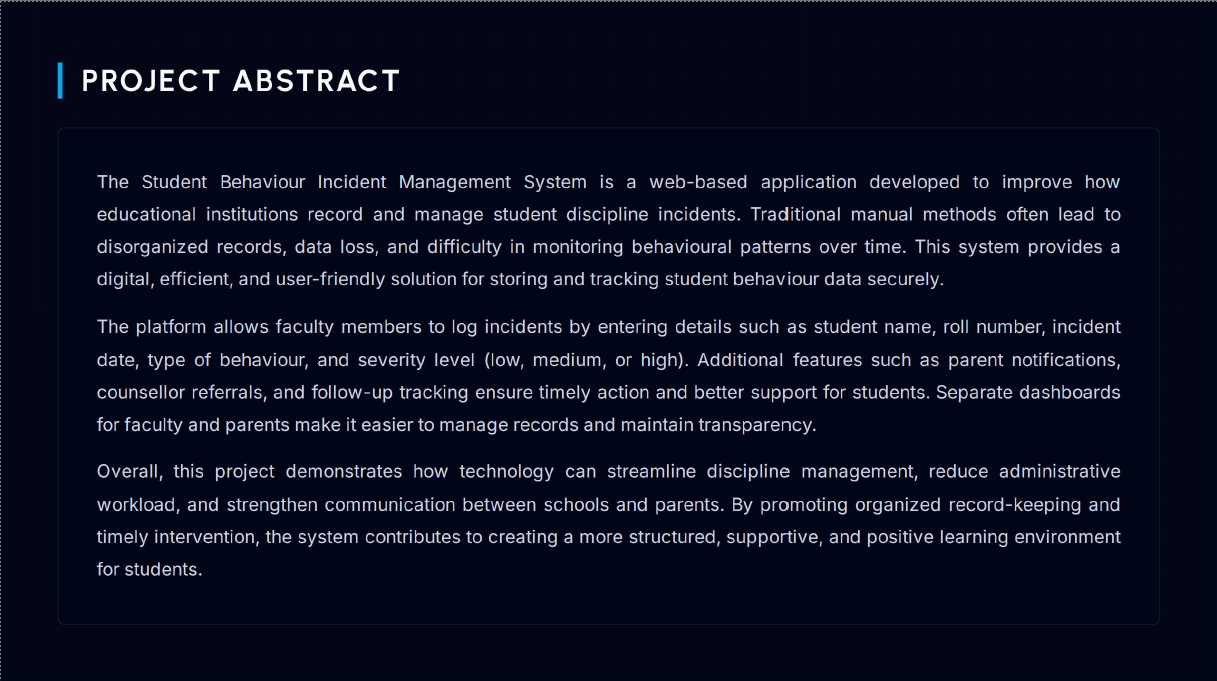 PROJECT ABSTRACT
The Student Behaviour Incident Management System is a web-based application developed to improve how
educational institutions record and manage student discipline incidents. Traditional manual methods often lead to
disorganized records, data loss, and difficulty in monitoring behavioural patterns over time. This system provides a
digital, efficient, and user-friendly solution for storing and tracking student behaviour data securely.
The platform allows faculty members to log incidents by entering details such as student name, roll number, incident
date, type of behaviour, and severity level (low, medium, or high). Additional features such as parent notifications,
counsellor referrals, and follow-up tracking ensure timely action and better support for students. Separate dashboards
for faculty and parents make it easier to manage records and maintain transparency.
Overall, this project demonstrates how technology can streamline discipline management, reduce administrative
workload, and strengthen communication between schools and parents. By promoting organized record-keeping and
timely intervention, the system contributes to creating a more structured, supportive, and positive learning environment
for students.